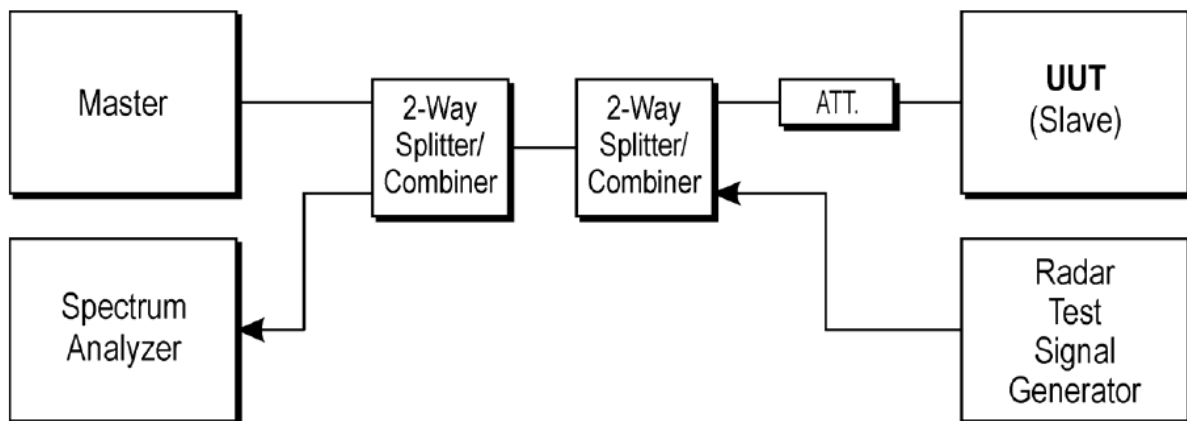 Master
2-Way
Splitter/
Combiner
2-Way
Splitter/
Combiner
ATT.
UUT
(Slave)
Spectrum
Analyzer
Radar
Test
Signal
Generator